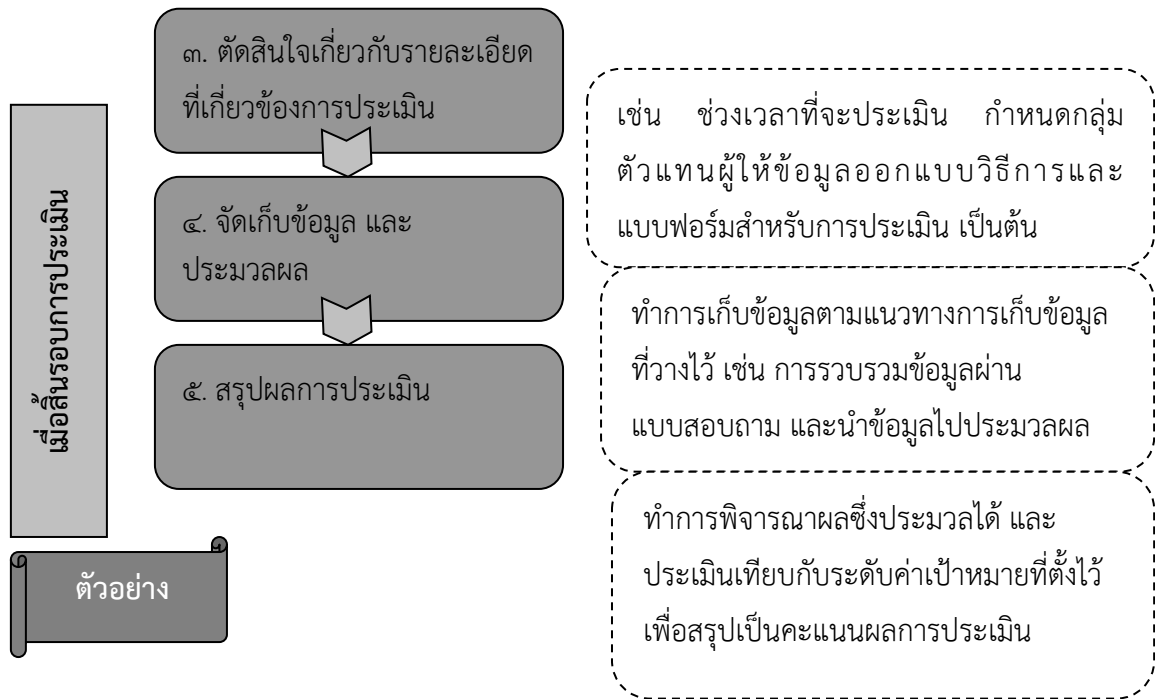 ๓. ตัดสินใจเกี่ยวกับรายละเอียด
ที่เกี่ยวข้องการประเมิน
เช่น ช่วงเวลาที่จะประเมิน กำหนดกลุ่ม
ตัวแทนผู้ให้ข้อมูลออกแบบวิธีการและ
แบบฟอร์มสำหรับการประเมิน เป็นต้น
เมื่อสิ้นรอบการประเมิน
๔. จัดเก็บข้อมูล และ
ประมวลผล
ทำการเก็บข้อมูลตามแนวทางการเก็บข้อมูล
ที่วางไว้ เช่น การรวบรวมข้อมูลผ่าน
แบบสอบถาม และนำข้อมูลไปประมวลผล
๕. สรุปผลการประเมิน
ทำการพิจารณาผลซึ่งประมวลได้ และ
ประเมินเทียบกับระดับค่าเป้าหมายที่ตั้งไว้
เพื่อสรุปเป็นคะแนนผลการประเมิน
ตัวอย่าง